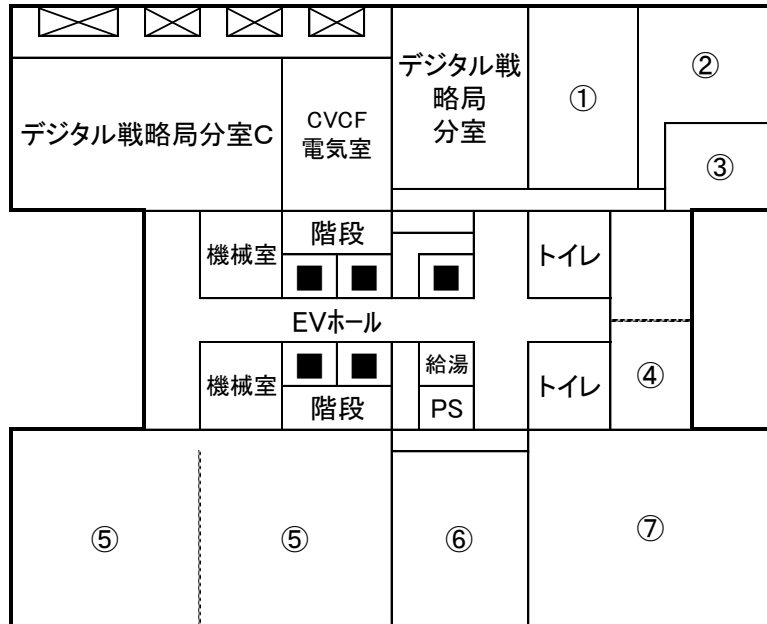 デジタル戦
略局
分室
①
②
③
デジタル戦略局分室C
CVCF
電気室
機械室
階段
トイレ
EVホール
機械室
階段
給湯
PS
トイレ
④
⑤
⑤
⑥
⑦